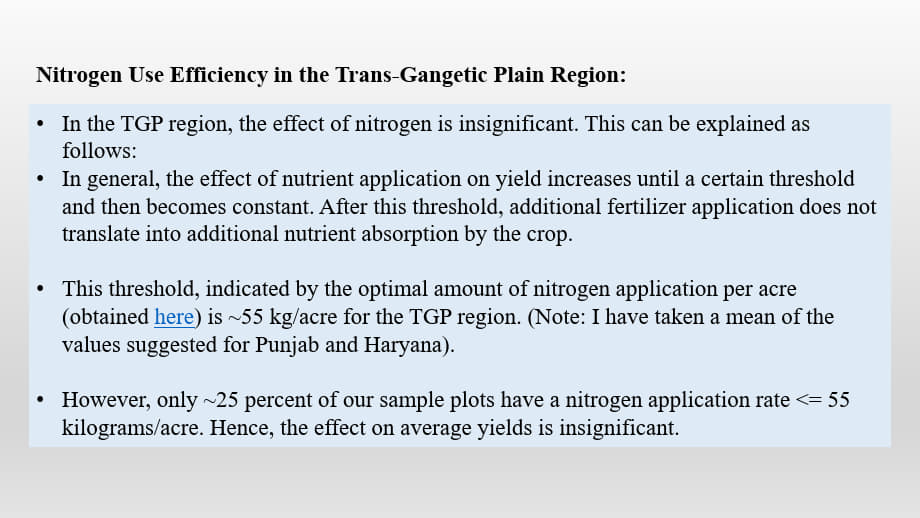 Nitrogen Use Efficiency in the Trans-Gangetic Plain Region:
• In the TGP region, the effect of nitrogen is insignificant. This can be explained as
follows:
• In general, the effect of nutrient application on yield increases until a certain threshold
and then becomes constant. After this threshold, additional fertilizer application does not
translate into additional nutrient absorption by the crop.
• This threshold, indicated by the optimal amount of nitrogen application per acre
(obtained here) is ~55 kg/acre for the TGP region. (Note: I have taken a mean of the
values suggested for Punjab and Haryana).
• However, only ~25 percent of our sample plots have a nitrogen application rate <= 55
kilograms/acre. Hence, the effect on average yields is insignificant.